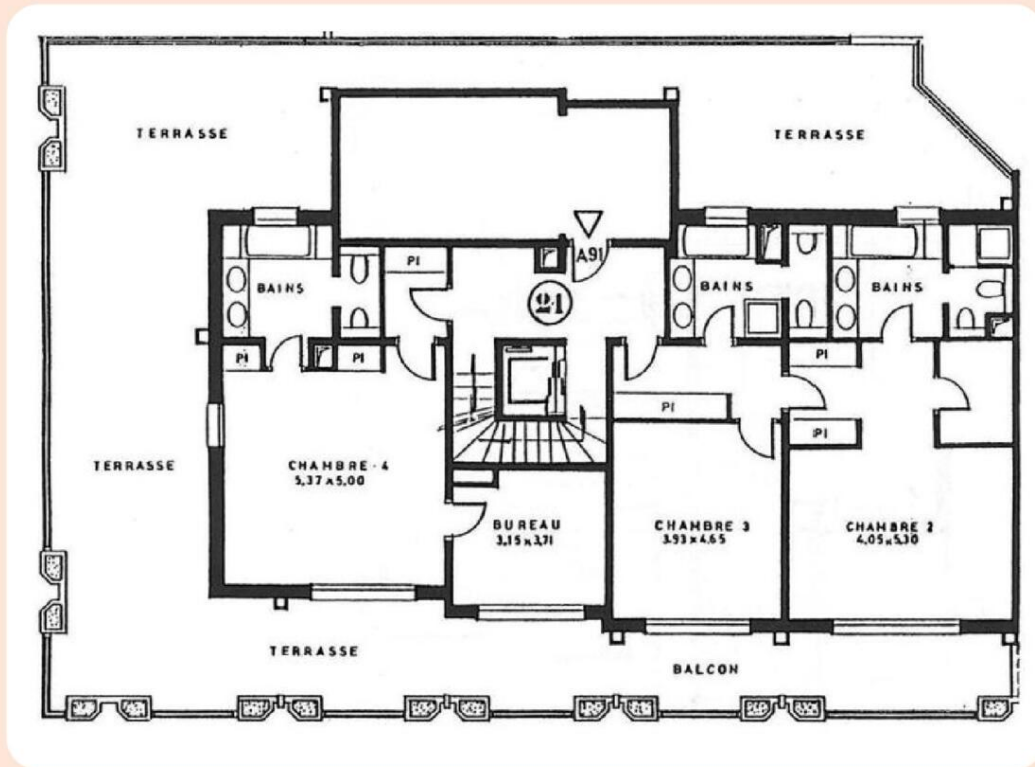 TERRASSE
TERRASSE
PI
A91
21
BAINS
BAINS
BAINS
PI
PI
PI
PI
PI
TERRASSE
CHAMBRE-4
5,37 x 5,00
BUREAU
3,15 x 3,71
CHAMBRE 3
3.93 x 4,65
CHAMBRE 2
4,05 x 5,30
TERRASSE
BALCON